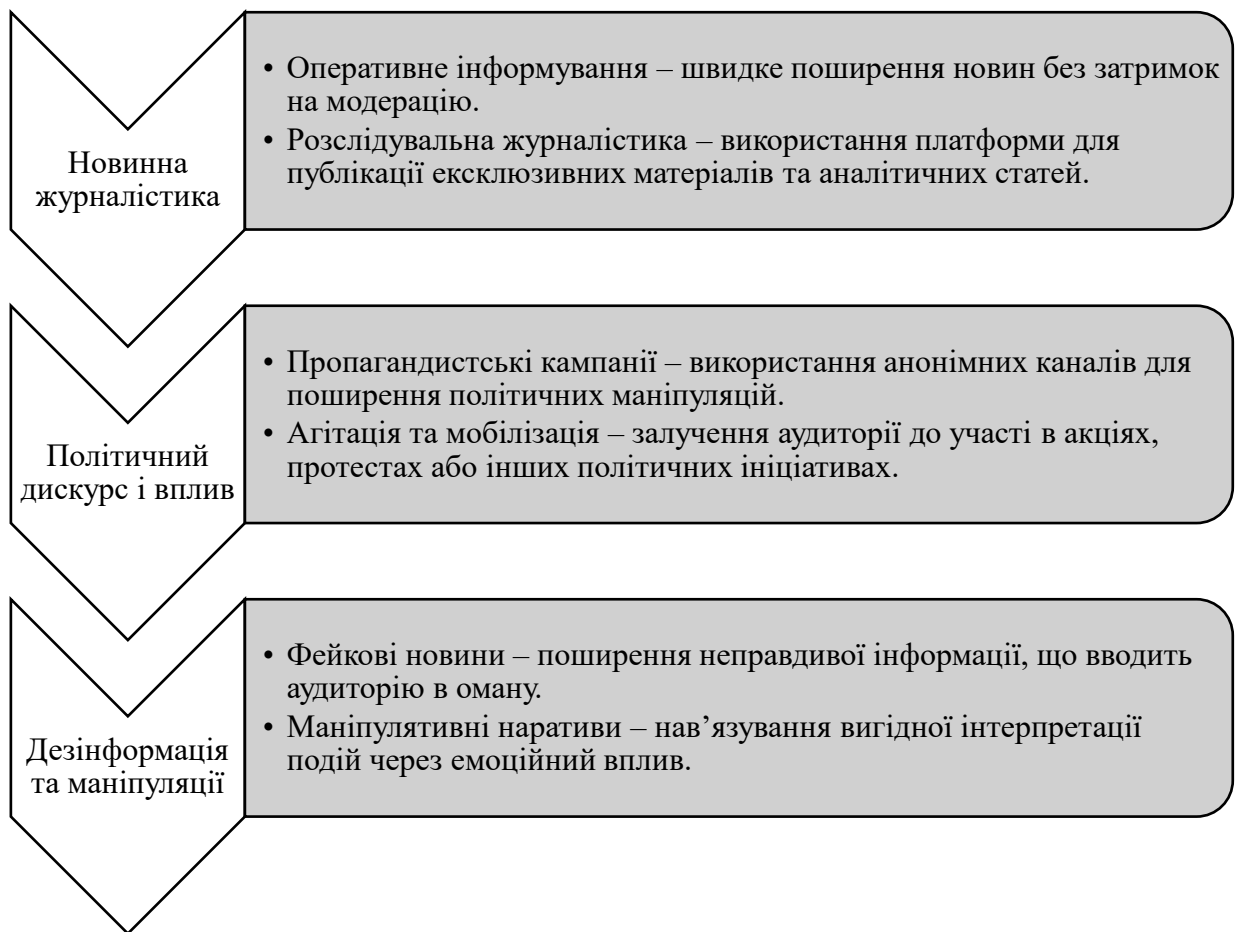 Новинна
журналістика
• Оперативне інформування – швидке поширення новин без затримок
на модерацію.
• Розслідувальна журналістика – використання платформи для
публікації ексклюзивних матеріалів та аналітичних статей.
Політичний
дискурс і вплив
• Пропагандистські кампанії – використання анонімних каналів для
поширення політичних маніпуляцій.
• Агітація та мобілізація – залучення аудиторії до участі в акціях,
протестах або інших політичних ініціативах.
Дезінформація
та маніпуляції
• Фейкові новини – поширення неправдивої інформації, що вводить
аудиторію в оману.
• Маніпулятивні наративи – нав’язування вигідної інтерпретації
подій через емоційний вплив.